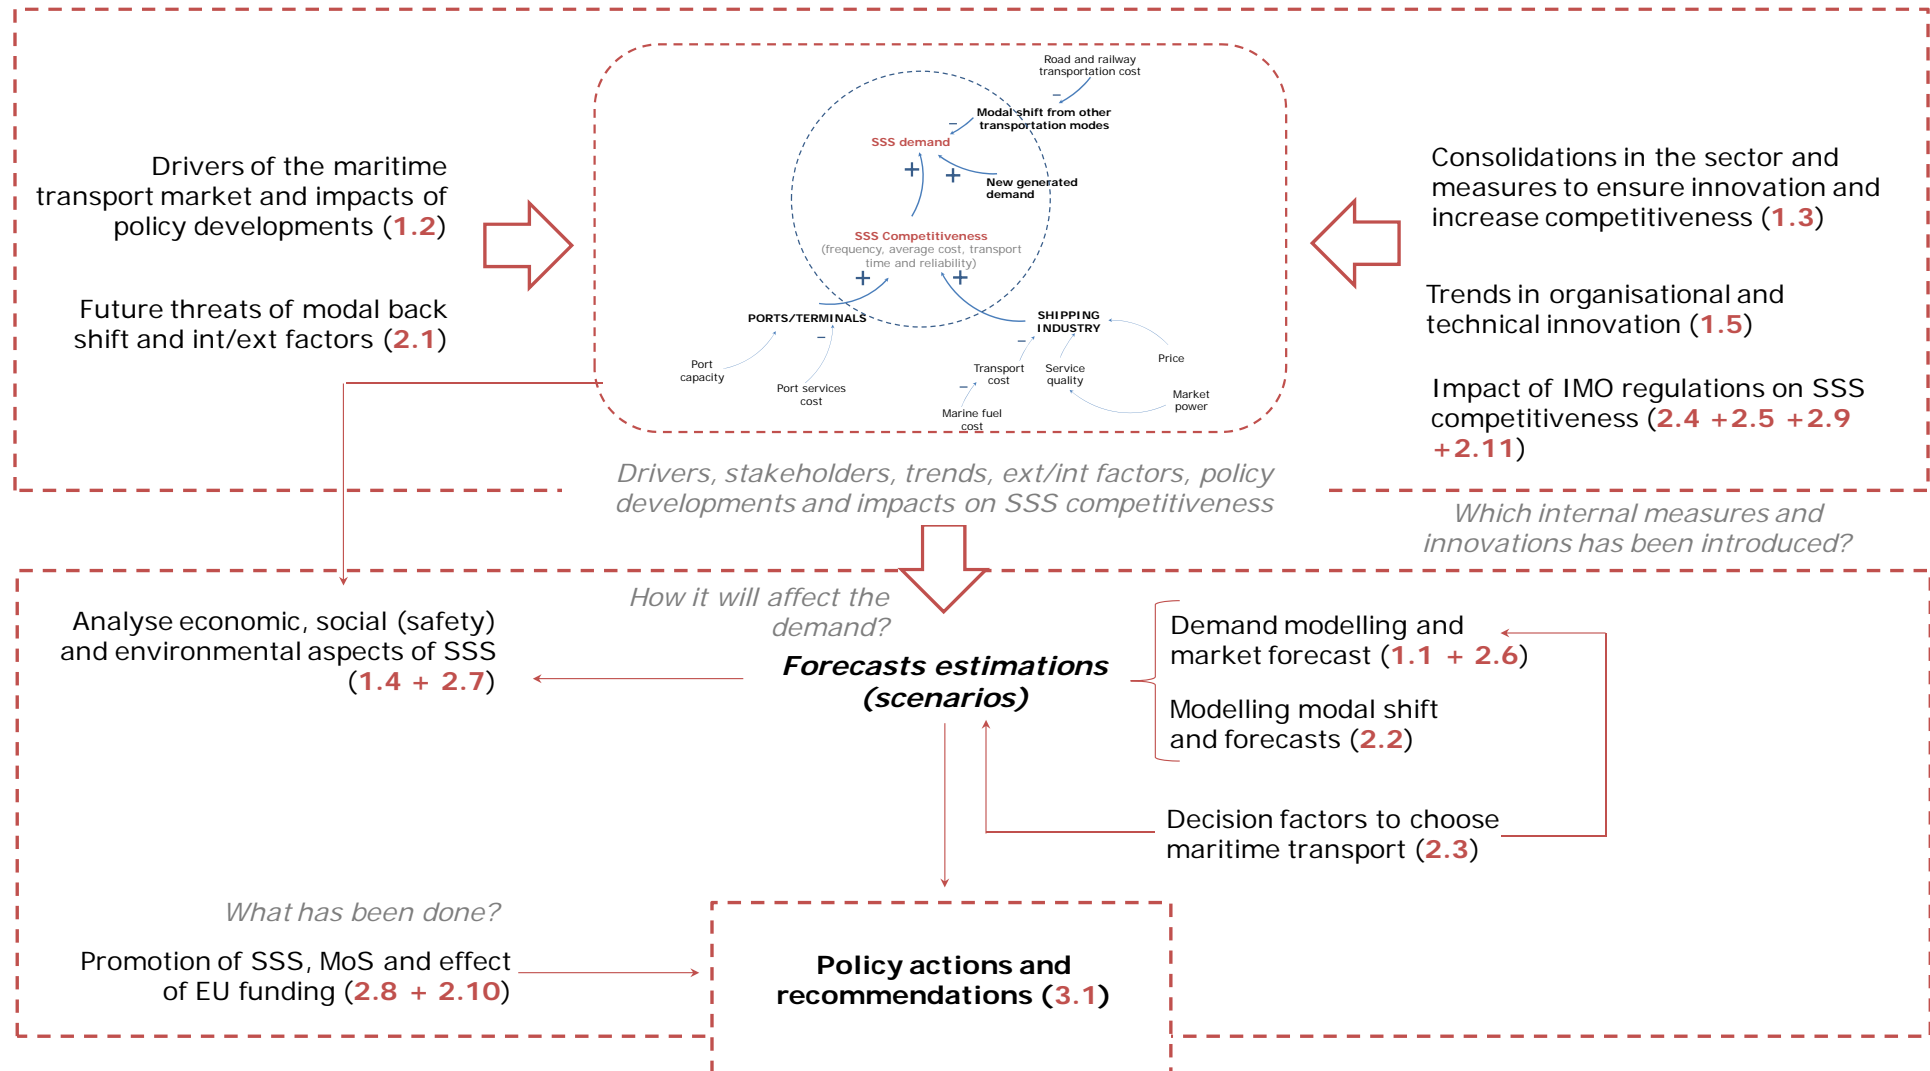 Road and railway
transportation cost
–
Modal shift from other
transportation modes
–
SSS demand
+
+
New generated
demand
SSS Competitiveness
(frequency, average cost, transport
time and reliability)
+
+
PORTS/TERMINALS
–
SHIPPING
INDUSTRY
–
Port
capacity
Port services
cost
Transport
cost
Service
quality
Price
–
Marine fuel
cost
Market
power
Drivers of the maritime
transport market and impacts of
policy developments (1.2)
Future threats of modal back
shift and int/ext factors (2.1)
Consolidations in the sector and
measures to ensure innovation and
increase competitiveness (1.3)
Trends in organisational and
technical innovation (1.5)
Impact of IMO regulations on SSS
competitiveness (2.4 +2.5 +2.9
+2.11)
Drivers, stakeholders, trends, ext/int factors, policy
developments and impacts on SSS competitiveness
Which internal measures and
innovations has been introduced?
How it will affect the
demand?
Analyse economic, social (safety)
and environmental aspects of SSS
(1.4 + 2.7)
Forecasts estimations
(scenarios)
Demand modelling and
market forecast (1.1 + 2.6)
Modelling modal shift
and forecasts (2.2)
Decision factors to choose
maritime transport (2.3)
What has been done?
Promotion of SSS, MoS and effect
of EU funding (2.8 + 2.10)
Policy actions and
recommendations (3.1)